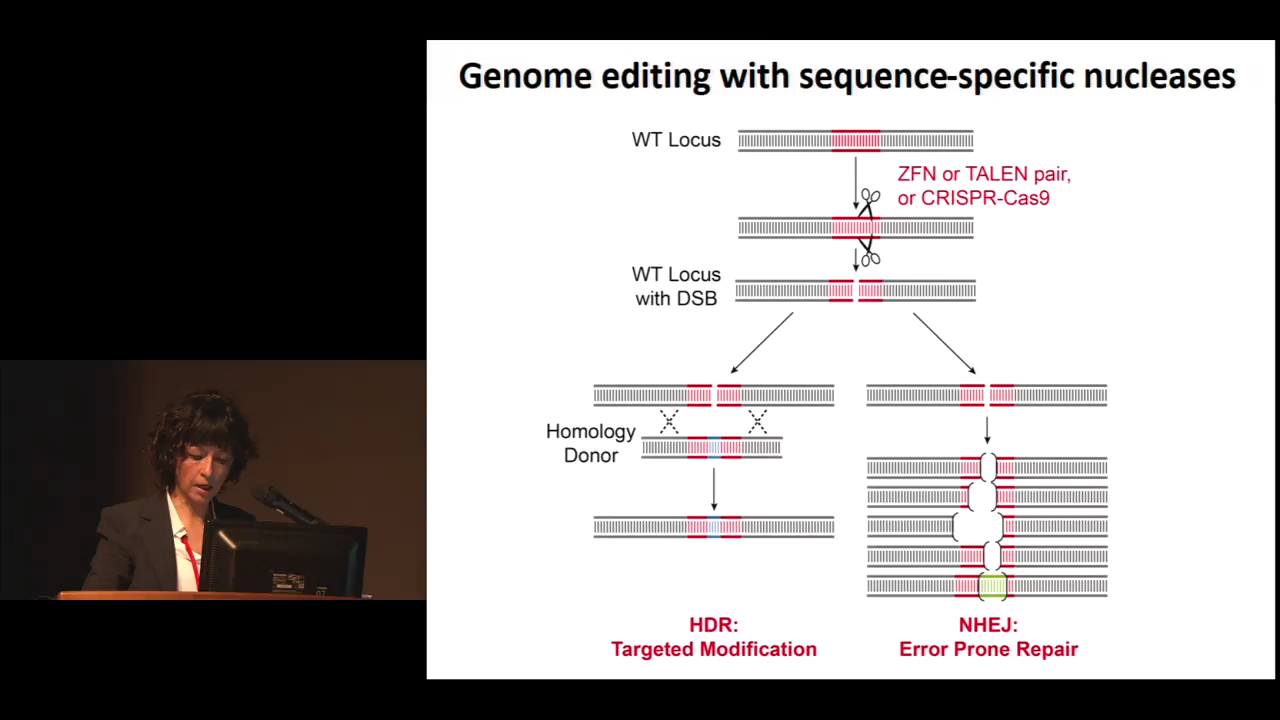 Genome editing with sequence-specific nucleases
WT Locus
ZFN or TALEN pair,
or CRISPR-Cas9
WT Locus
with DSB
Homology
Donor
HDR:
Targeted Modification
NHEJ:
Error Prone Repair